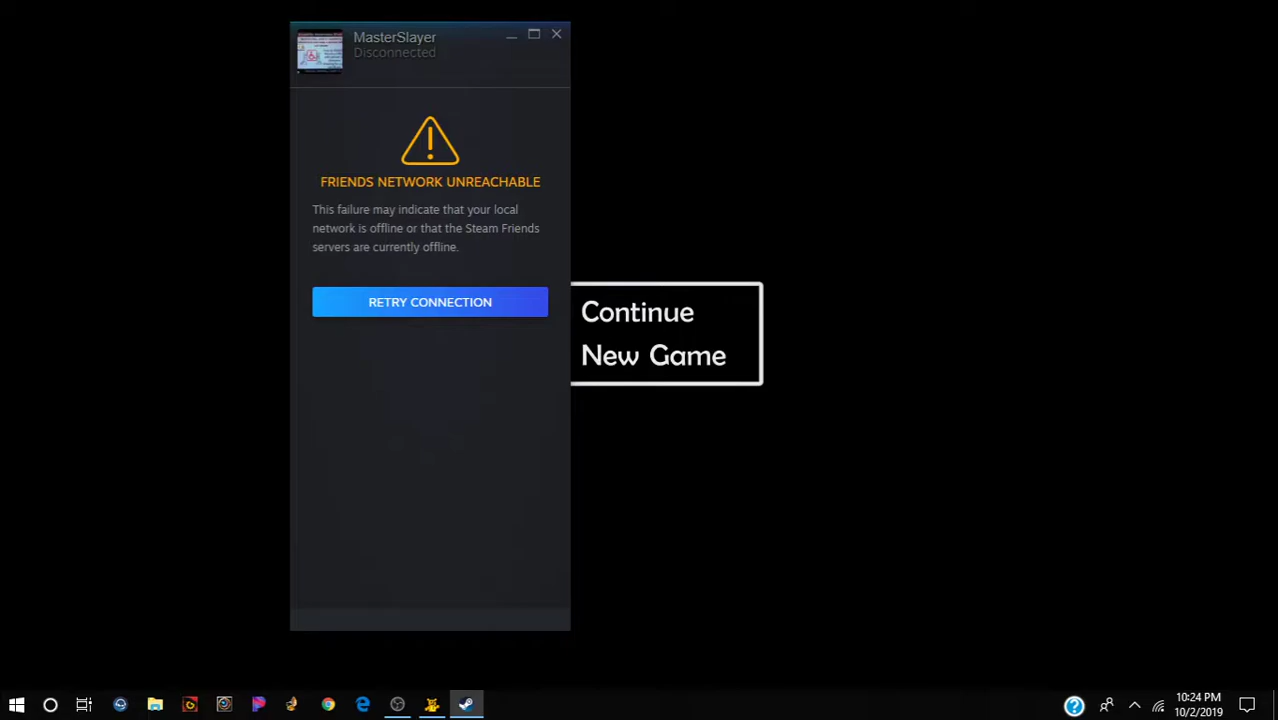 MasterSlayer
Disconnected
FRIENDS NETWORK UNREACHABLE
This failure may indicate that your local
network is offline or that the Steam Friends
servers are currently offline.
RETRY CONNECTION
Continue
New Game
10:24 PM
10/2/2019